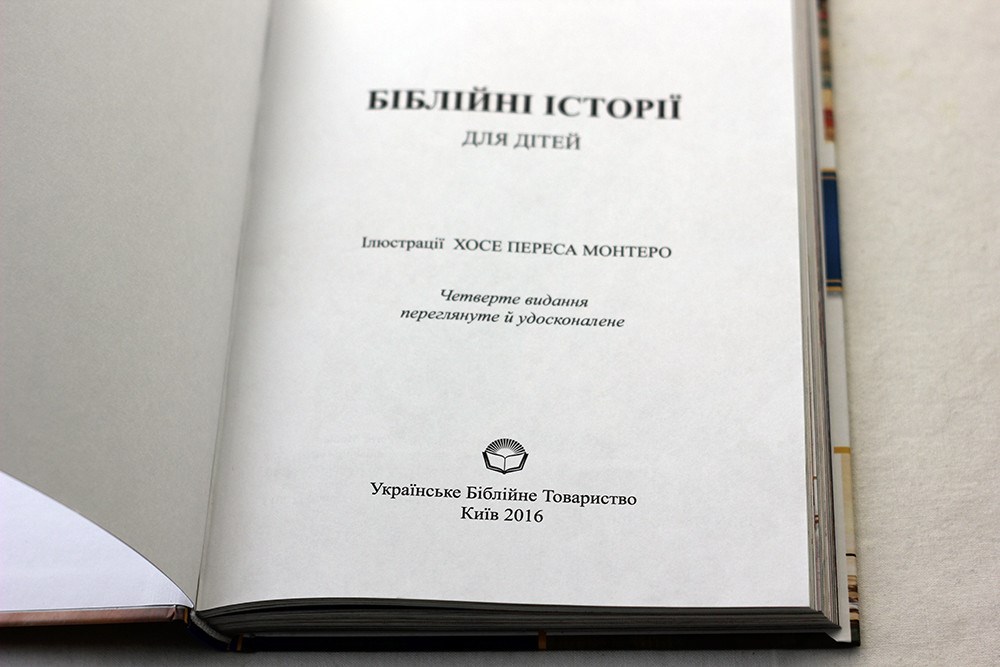 БІБЛІЙНІ ІСТОРІЇ
ДЛЯ ДІТЕЙ
Ілюстрації ХОСЕ ПЕРЕСА МОНТЕРО
Четверте видання
переглянуте й удосконалене
Українське Біблійне Товариство
Київ 2016